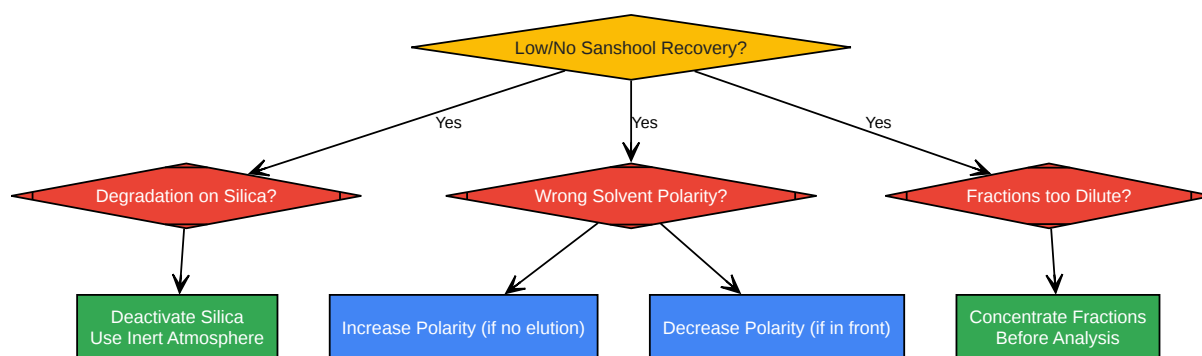 Low/No Sanshool Recovery?
Yes
Yes
Yes
Degradation on Silica?
Wrong Solvent Polarity?
Fractions too Dilute?
Deactivate Silica
Use Inert Atmosphere
Increase Polarity (if no elution)
Decrease Polarity (if in front)
Concentrate Fractions
Before Analysis